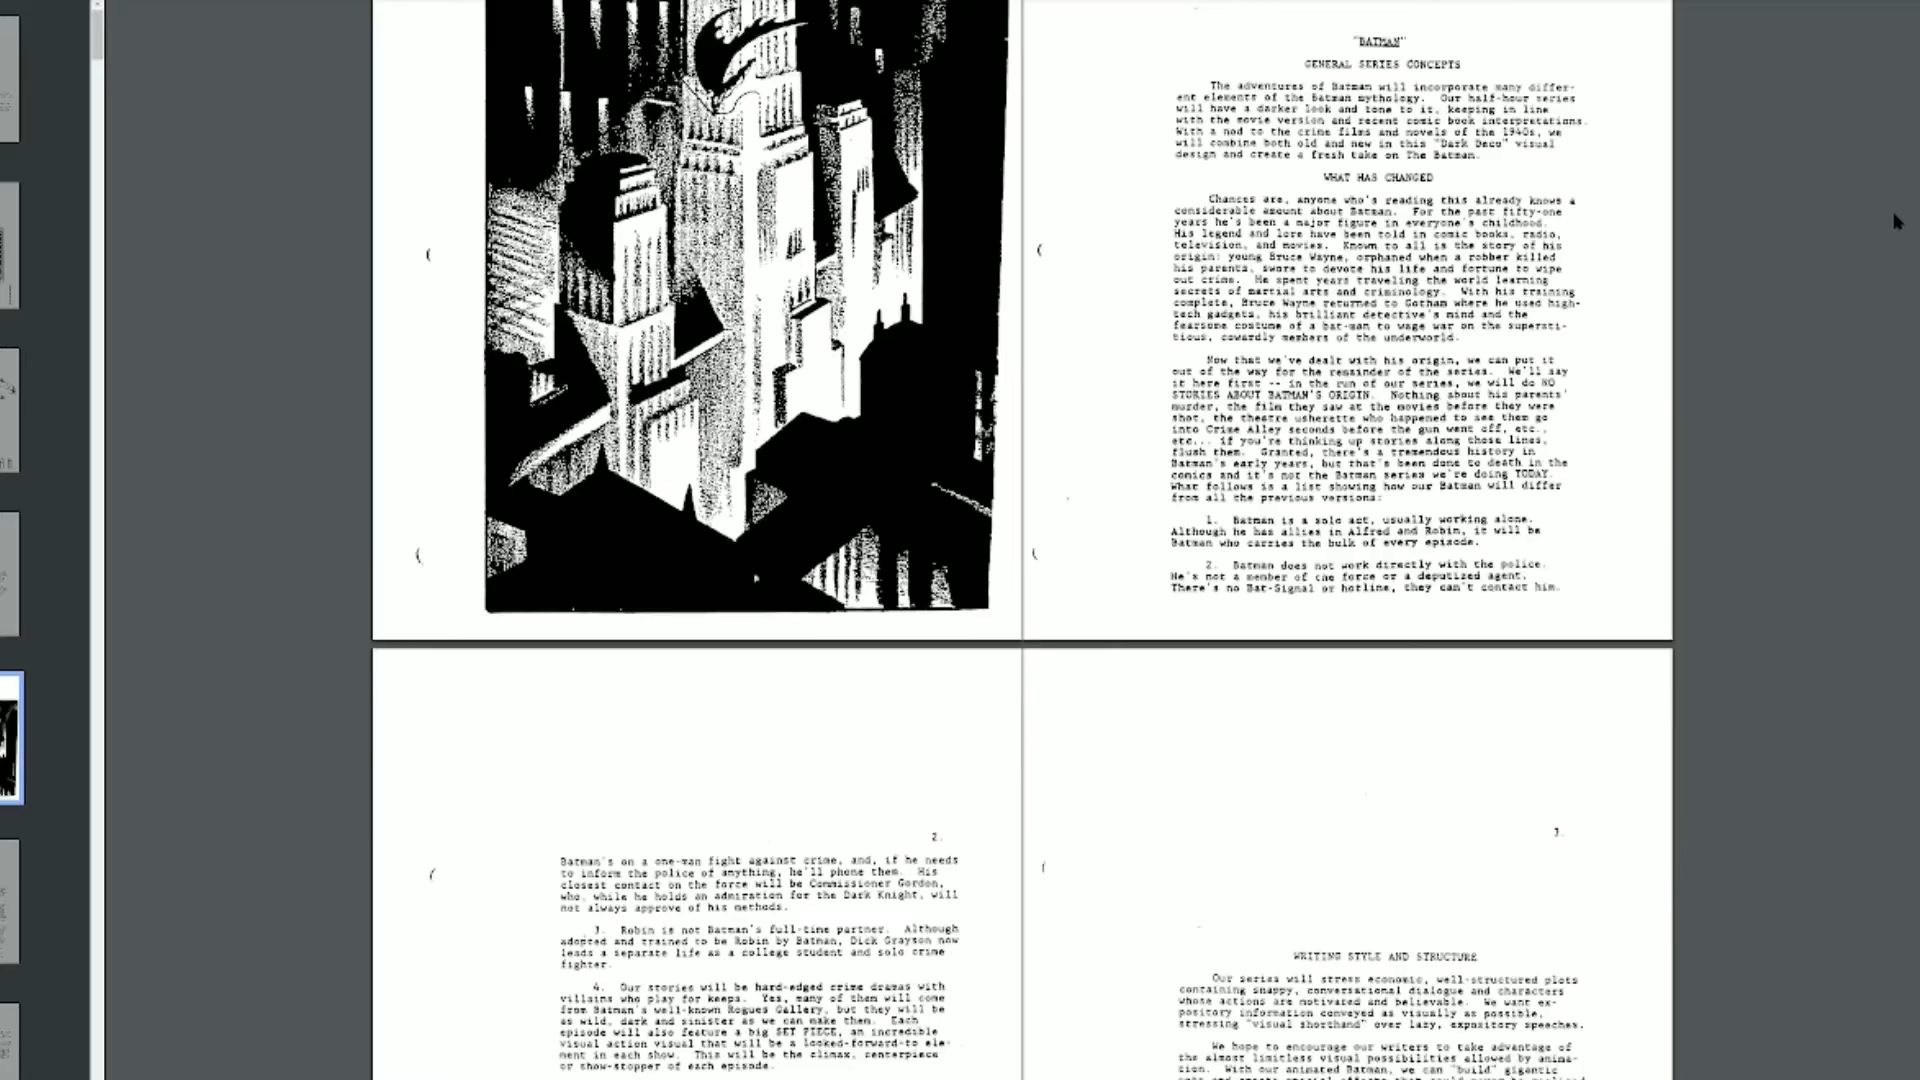 "BATMAN"
GENERAL SERIES CONCEPTS
The adventures of Batman will incorporate many differ-
ent elements of the Batman mythology. Our half-hour series
will have a darker look and tone to it, keeping in line
with the movie version and recent comic book interpretations.
With a nod to the crime films and novels of the 1940s, we
will combine both old and new in this "Dark Deco" visual
design and create a fresh take on The Batman.
WHAT HAS CHANGED
Chances are, anyone who's reading this already knows a
considerable amount about Batman. For the past fifty-one
years he's been a major figure in everyone's childhood.
His legend and lore have been told in comic books, radio,
television, and movies. Known to all is the story of his
origin: young Bruce Wayne, orphaned when a robber killed
his parents, swore to devote his life and fortune to wipe
out crime. He spent years traveling the world learning
secrets of martial arts and criminology. With his training
complete, Bruce Wayne returned to Gotham where he used high-
tech gadgets, his brilliant detective's mind and the
fearsome costume of a bat-man to wage war on the supersti-
tious, cowardly members of the underworld.
Now that we've dealt with his origin, we can put it
out of the way for the remainder of the series. We'll say
it here first -- in the run of our series, we will do NO
STORIES ABOUT BATMAN'S ORIGIN. Nothing about his parents'
murder, the film they saw at the movies before they were
shot, the theatre usherette who happened to see them go
into Crime Alley seconds before the gun went off, etc.,
etc... if you're thinking up stories along those lines,
flush them. Granted, there's a tremendous history in
Batman's early years, but that's been done to death in the
comics and it's not the Batman series we're doing TODAY.
What follows is a list showing how our Batman will differ
from all the previous versions:
1. Batman is a solo act, usually working alone.
Although he has allies in Alfred and Robin, it will be
Batman who carries the bulk of every episode.
2. Batman does not work directly with the police.
He's not a member of the force or a deputized agent.
There's no Bat-Signal or hotline, they can't contact him.
2.
Batman's on a one-man fight against crime, and, if he needs
to inform the police of anything, he'll phone them. His
closest contact on the force will be Commissioner Gordon,
who, while he holds an admiration for the Dark Knight, will
not always approve of his methods.
3. Robin is not Batman's full-time partner. Although
adopted and trained to be Robin by Batman, Dick Grayson now
leads a separate life as a college student and solo crime
fighter.
4. Our stories will be hard-edged crime dramas with
villains who play for keeps. Yes, many of them will come
from Batman's well-known Rogues Gallery, but they will be
as wild, dark and sinister as we can make them. Each
episode will also feature a big SET PIECE, an incredible
visual action visual that will be a looked-forward-to ele-
ment in each show. This will be the climax, centerpiece
or show-stopper of each episode.
3.
WRITING STYLE AND STRUCTURE
Our series will stress economic, well-structured plots
containing snappy, conversational dialogue and characters
whose actions are motivated and believable. We want ex-
pository information conveyed as visually as possible,
stressing "visual shorthand" over lazy, expository speeches.
We hope to encourage our writers to take advantage of
the almost limitless visual possibilities allowed by anima-
tion. With our animated Batman, we can "build" gigantic